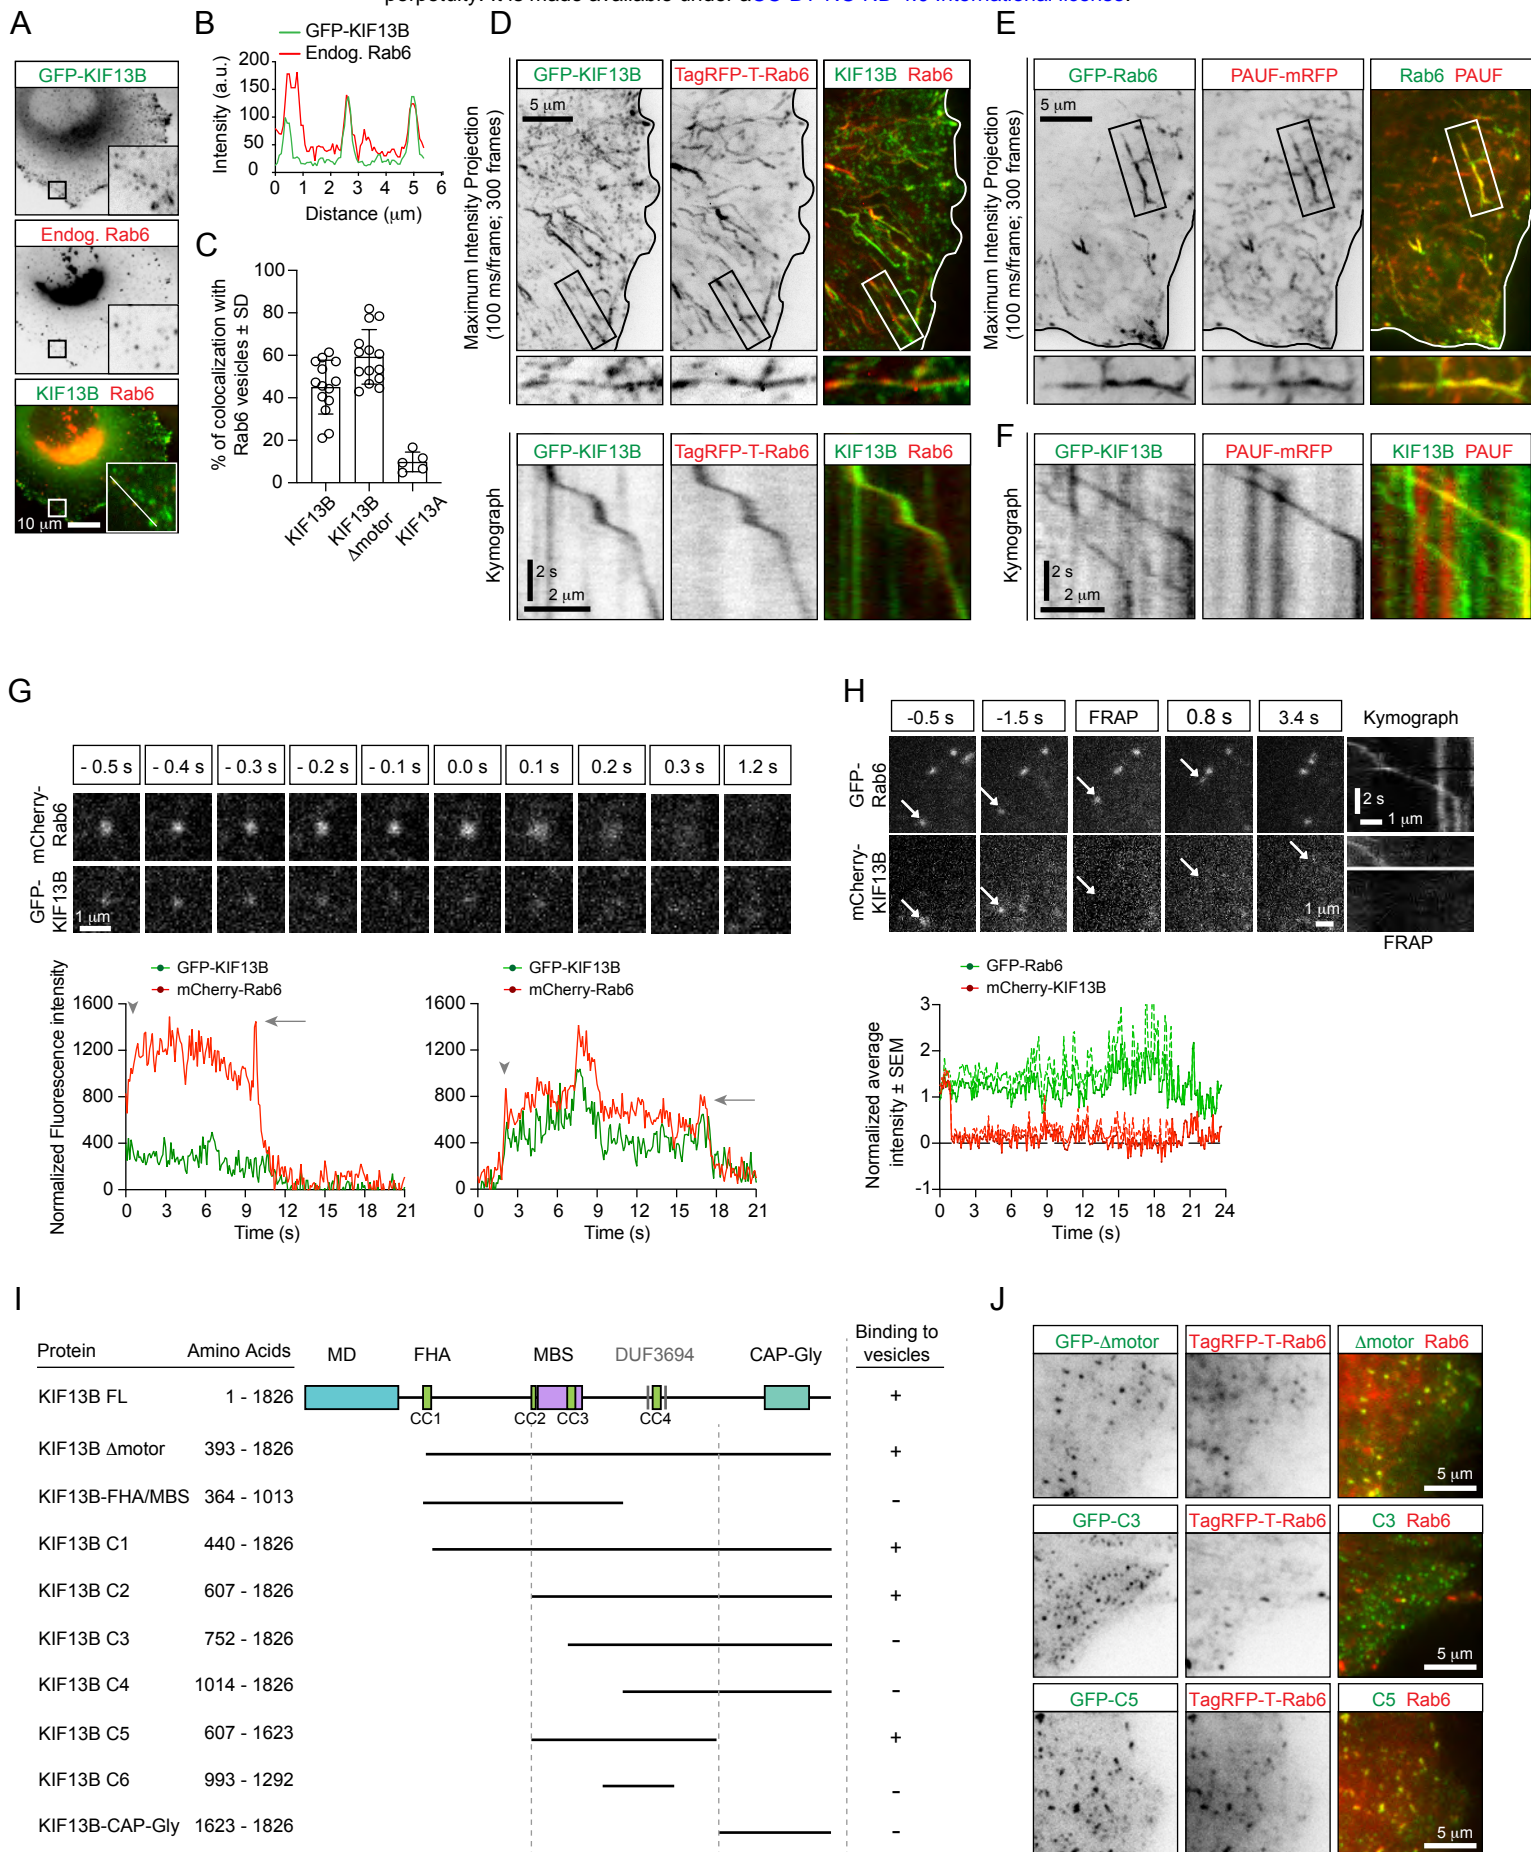 perpetuity. It is made available under a
A
GFP-KIF13B
Endog. Rab6
KIF13B Rab6
10 μm
B
GFP-KIF13B
Endog. Rab6
Intensity (a.u.)
200
150
100
50
0
0 1 2 3 4 5 6
Distance (μm)
C
% of colocalization with
Rab6 vesicles ± SD
100
80
60
40
20
0
KIF13B
KIF13B
Δmotor
KIF13A
D
GFP-KIF13B TagRFP-T-Rab6 KIF13B Rab6
5 μm
Maximum Intensity Projection
(100 ms/frame; 300 frames)
GFP-KIF13B TagRFP-T-Rab6 KIF13B Rab6
Kymograph
2 s
2 μm
E
GFP-Rab6 PAUF-mRFP Rab6 PAUF
5 μm
Maximum Intensity Projection
(100 ms/frame; 300 frames)
F
GFP-KIF13B PAUF-mRFP KIF13B PAUF
Kymograph
2 s
2 μm
G
- 0.5 s - 0.4 s - 0.3 s - 0.2 s - 0.1 s 0.0 s 0.1 s 0.2 s 0.3 s 1.2 s
mCherry-
Rab6
GFP-
KIF13B
1 μm
GFP-KIF13B
mCherry-Rab6
Normalized Fluorescence intensity
1600
1200
800
400
0
0 3 6 9 12 15 18 21
Time (s)
GFP-KIF13B
mCherry-Rab6
1600
1200
800
400
0
0 3 6 9 12 15 18 21
Time (s)
H
-0.5 s -1.5 s FRAP 0.8 s 3.4 s Kymograph
GFP-
Rab6
2 s
1 μm
mCherry-
KIF13B
1 μm
FRAP
GFP-Rab6
mCherry-KIF13B
Normalized average
intensity ± SEM
3
2
1
0
-1
0 3 6 9 12 15 18 21 24
Time (s)
I
Protein Amino Acids MD FHA MBS DUF3694 CAP-Gly Binding to
vesicles
KIF13B FL 1 - 1826 +
CC1 CC2 CC3 CC4
KIF13B Δmotor 393 - 1826 +
KIF13B-FHA/MBS 364 - 1013 -
KIF13B C1 440 - 1826 +
KIF13B C2 607 - 1826 +
KIF13B C3 752 - 1826 -
KIF13B C4 1014 - 1826 -
KIF13B C5 607 - 1623 +
KIF13B C6 993 - 1292 -
KIF13B-CAP-Gly 1623 - 1826 -
J
GFP-Δmotor TagRFP-T-Rab6 Δmotor Rab6
5 μm
GFP-C3 TagRFP-T-Rab6 C3 Rab6
5 μm
GFP-C5 TagRFP-T-Rab6 C5 Rab6
5 μm